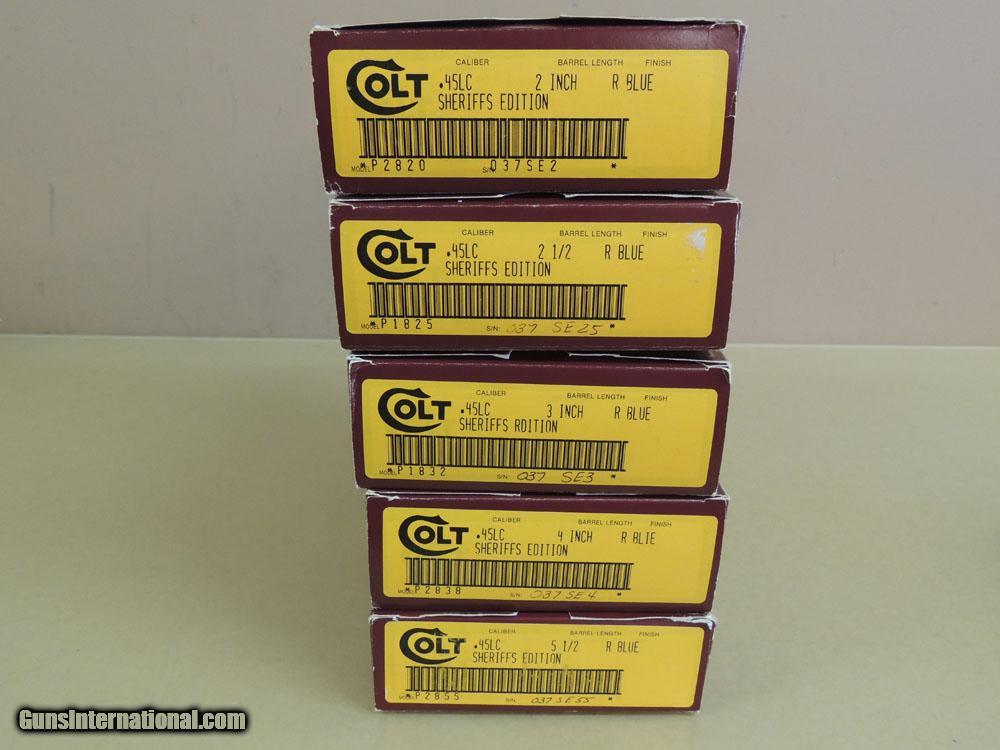 COLT
CALIBER BARREL LENGTH FINISH
.45LC 2 INCH R BLUE
SHERIFFS EDITION
MODEL *P2820 S/N: 037SE2 *
COLT
CALIBER BARREL LENGTH FINISH
.45LC 2 1/2 R BLUE
SHERIFFS EDITION
MODEL *P1825 S/N: 037 SE25 *
COLT
CALIBER BARREL LENGTH FINISH
.45LC 3 INCH R BLUE
SHERIFFS RDITION
MODEL *P1832 S/N: 037 SE3 *
COLT
CALIBER BARREL LENGTH FINISH
.45LC 4 INCH R BLIE
SHERIFFS EDITION
MODEL *P2838 S/N: 037 SE4 *
COLT
CALIBER BARREL LENGTH FINISH
.45LC 5 1/2 R BLUE
SHERIFFS EDITION
MODEL *P2855 S/N: 037SE55 *
GunsInternational.com